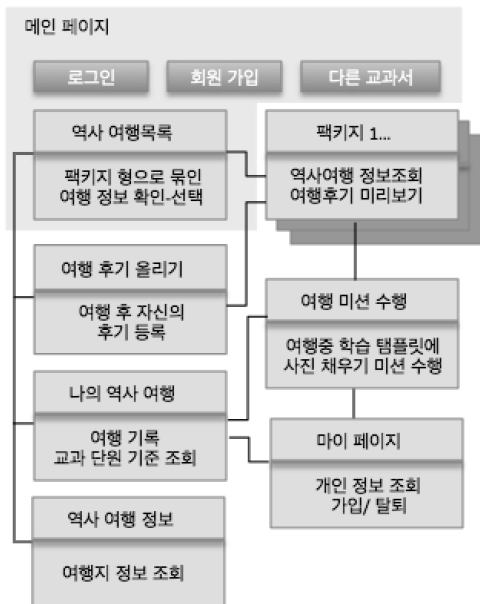 메인 페이지
로그인
회원 가입
다른 교과서
역사 여행목록
팩키지 형으로 묶인
여행 정보 확인-선택
팩키지 1...
역사여행 정보조회
여행후기 미리보기
여행 후기 올리기
여행 후 자신의
후기 등록
여행 미션 수행
여행중 학습 탬플릿에
사진 채우기 미션 수행
나의 역사 여행
여행 기록
교과 단원 기준 조회
마이 페이지
개인 정보 조회
가입/ 탈퇴
역사 여행 정보
여행지 정보 조회